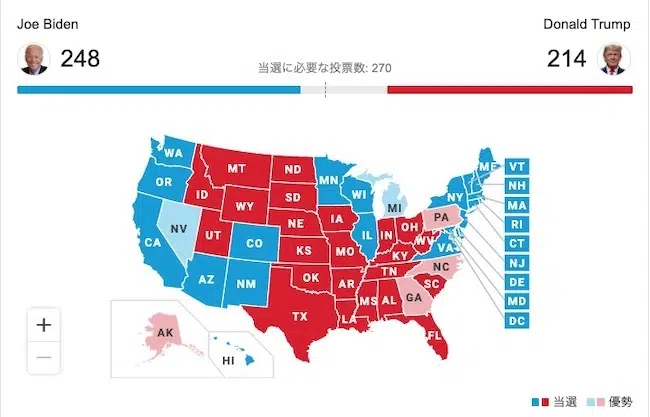 Joe Biden
Donald Trump
248
当選に必要な投票数: 270
214
WA
OR
CA
NV
ID
MT
WY
UT
AZ
CO
NM
ND
SD
NE
KS
OK
TX
MN
IA
MO
AR
LA
WI
IL
MI
IN
OH
KY
TN
MS
AL
GA
FL
SC
NC
WV
VA
PA
NY
ME
VT
NH
MA
RI
CT
NJ
DE
MD
DC
AK
HI
+
−
当選
優勢